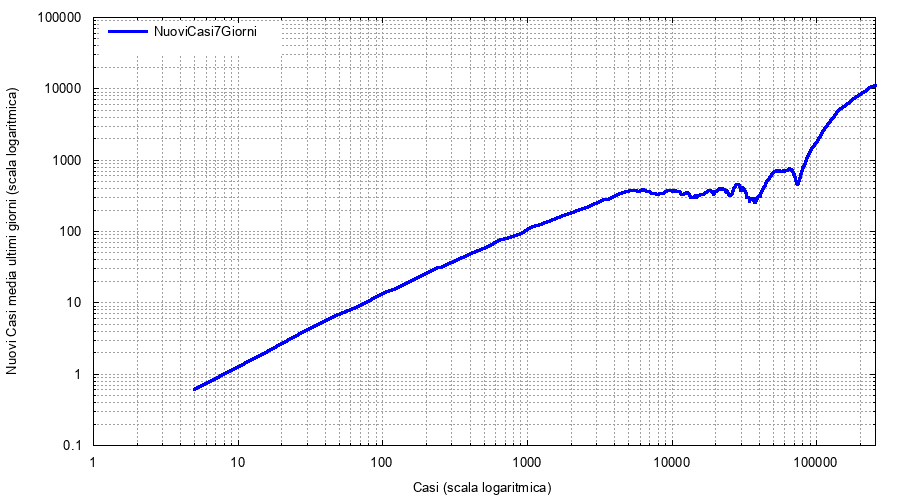 100000
NuoviCasi7Giorni
10000
1000
100
10
1
0.1
Nuovi Casi media ultimi giorni (scala logaritmica)
1 10 100 1000 10000 100000
Casi (scala logaritmica)